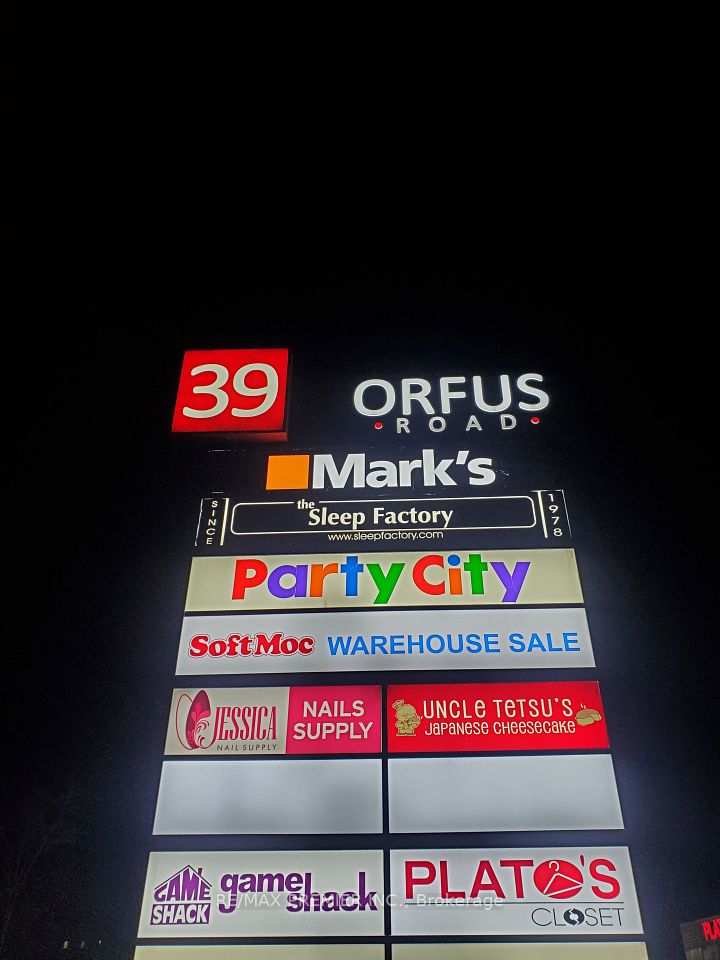 39
ORFUS
ROAD
Mark's
SINCE
the
Sleep Factory
1978
www.sleepfactory.com
Party City
SoftMoc WAREHOUSE SALE
JESSICA
NAIL SUPPLY
NAILS
SUPPLY
UNCLE TETSU'S
JAPANESE CHEESECAKE
GAME
SHACK
game shack
PLATO'S
CLOSET
RE/MAX PREMIER INC., Brokerage